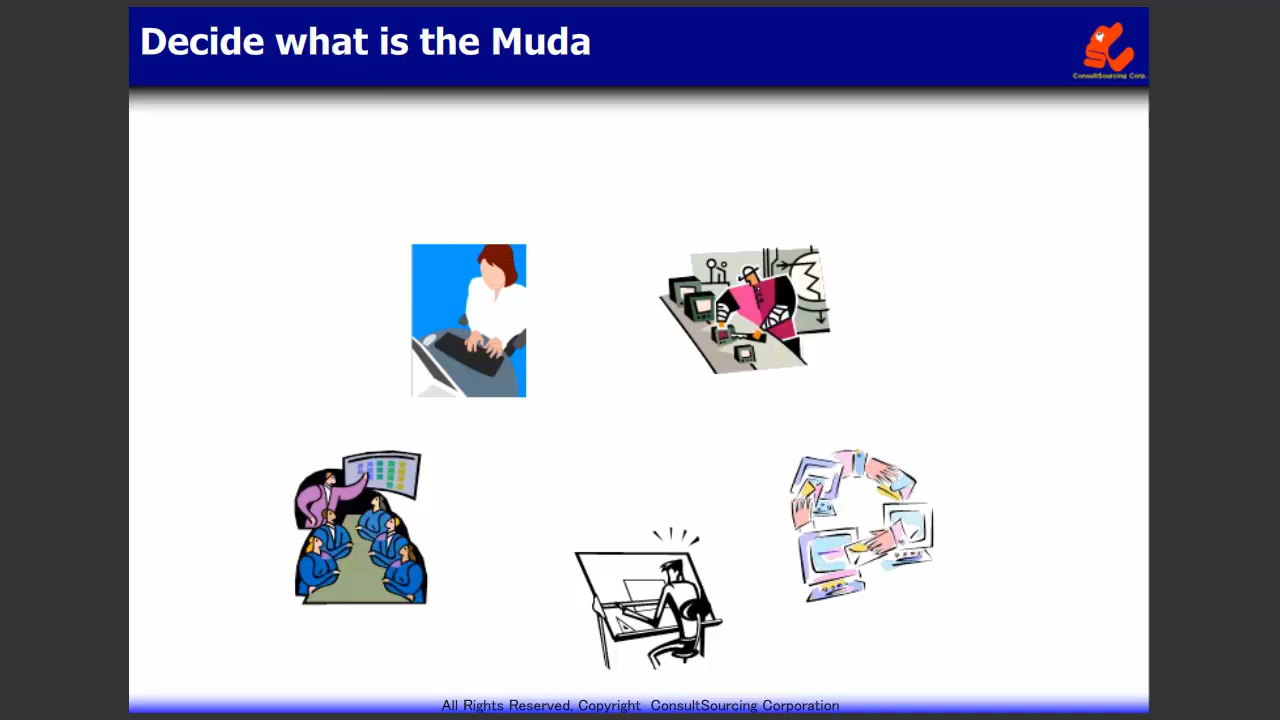 Decide what is the Muda
ConsultSourcing Corp.
All Rights Reserved, Copyright ConsultSourcing Corporation